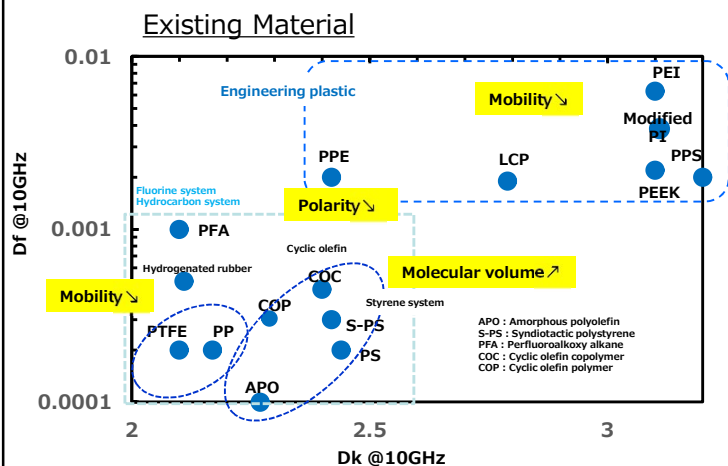 Existing Material
0.01
Engineering plastic
Mobility↘
PEI
Modified
PI
PPE
LCP
PPS
PEEK
Fluorine system
Hydrocarbon system
Polarity↘
0.001
PFA
Cyclic olefin
Hydrogenated rubber
COC
Molecular volume↗
Mobility↘
Styrene system
COP
PTFE
PP
S-PS
PS
APO : Amorphous polyolefin
S-PS : Syndiotactic polystyrene
PFA : Perfluoroalkoxy alkane
COC : Cyclic olefin copolymer
COP : Cyclic olefin polymer
APO
0.0001
2
2.5
3
Df @10GHz
Dk @10GHz